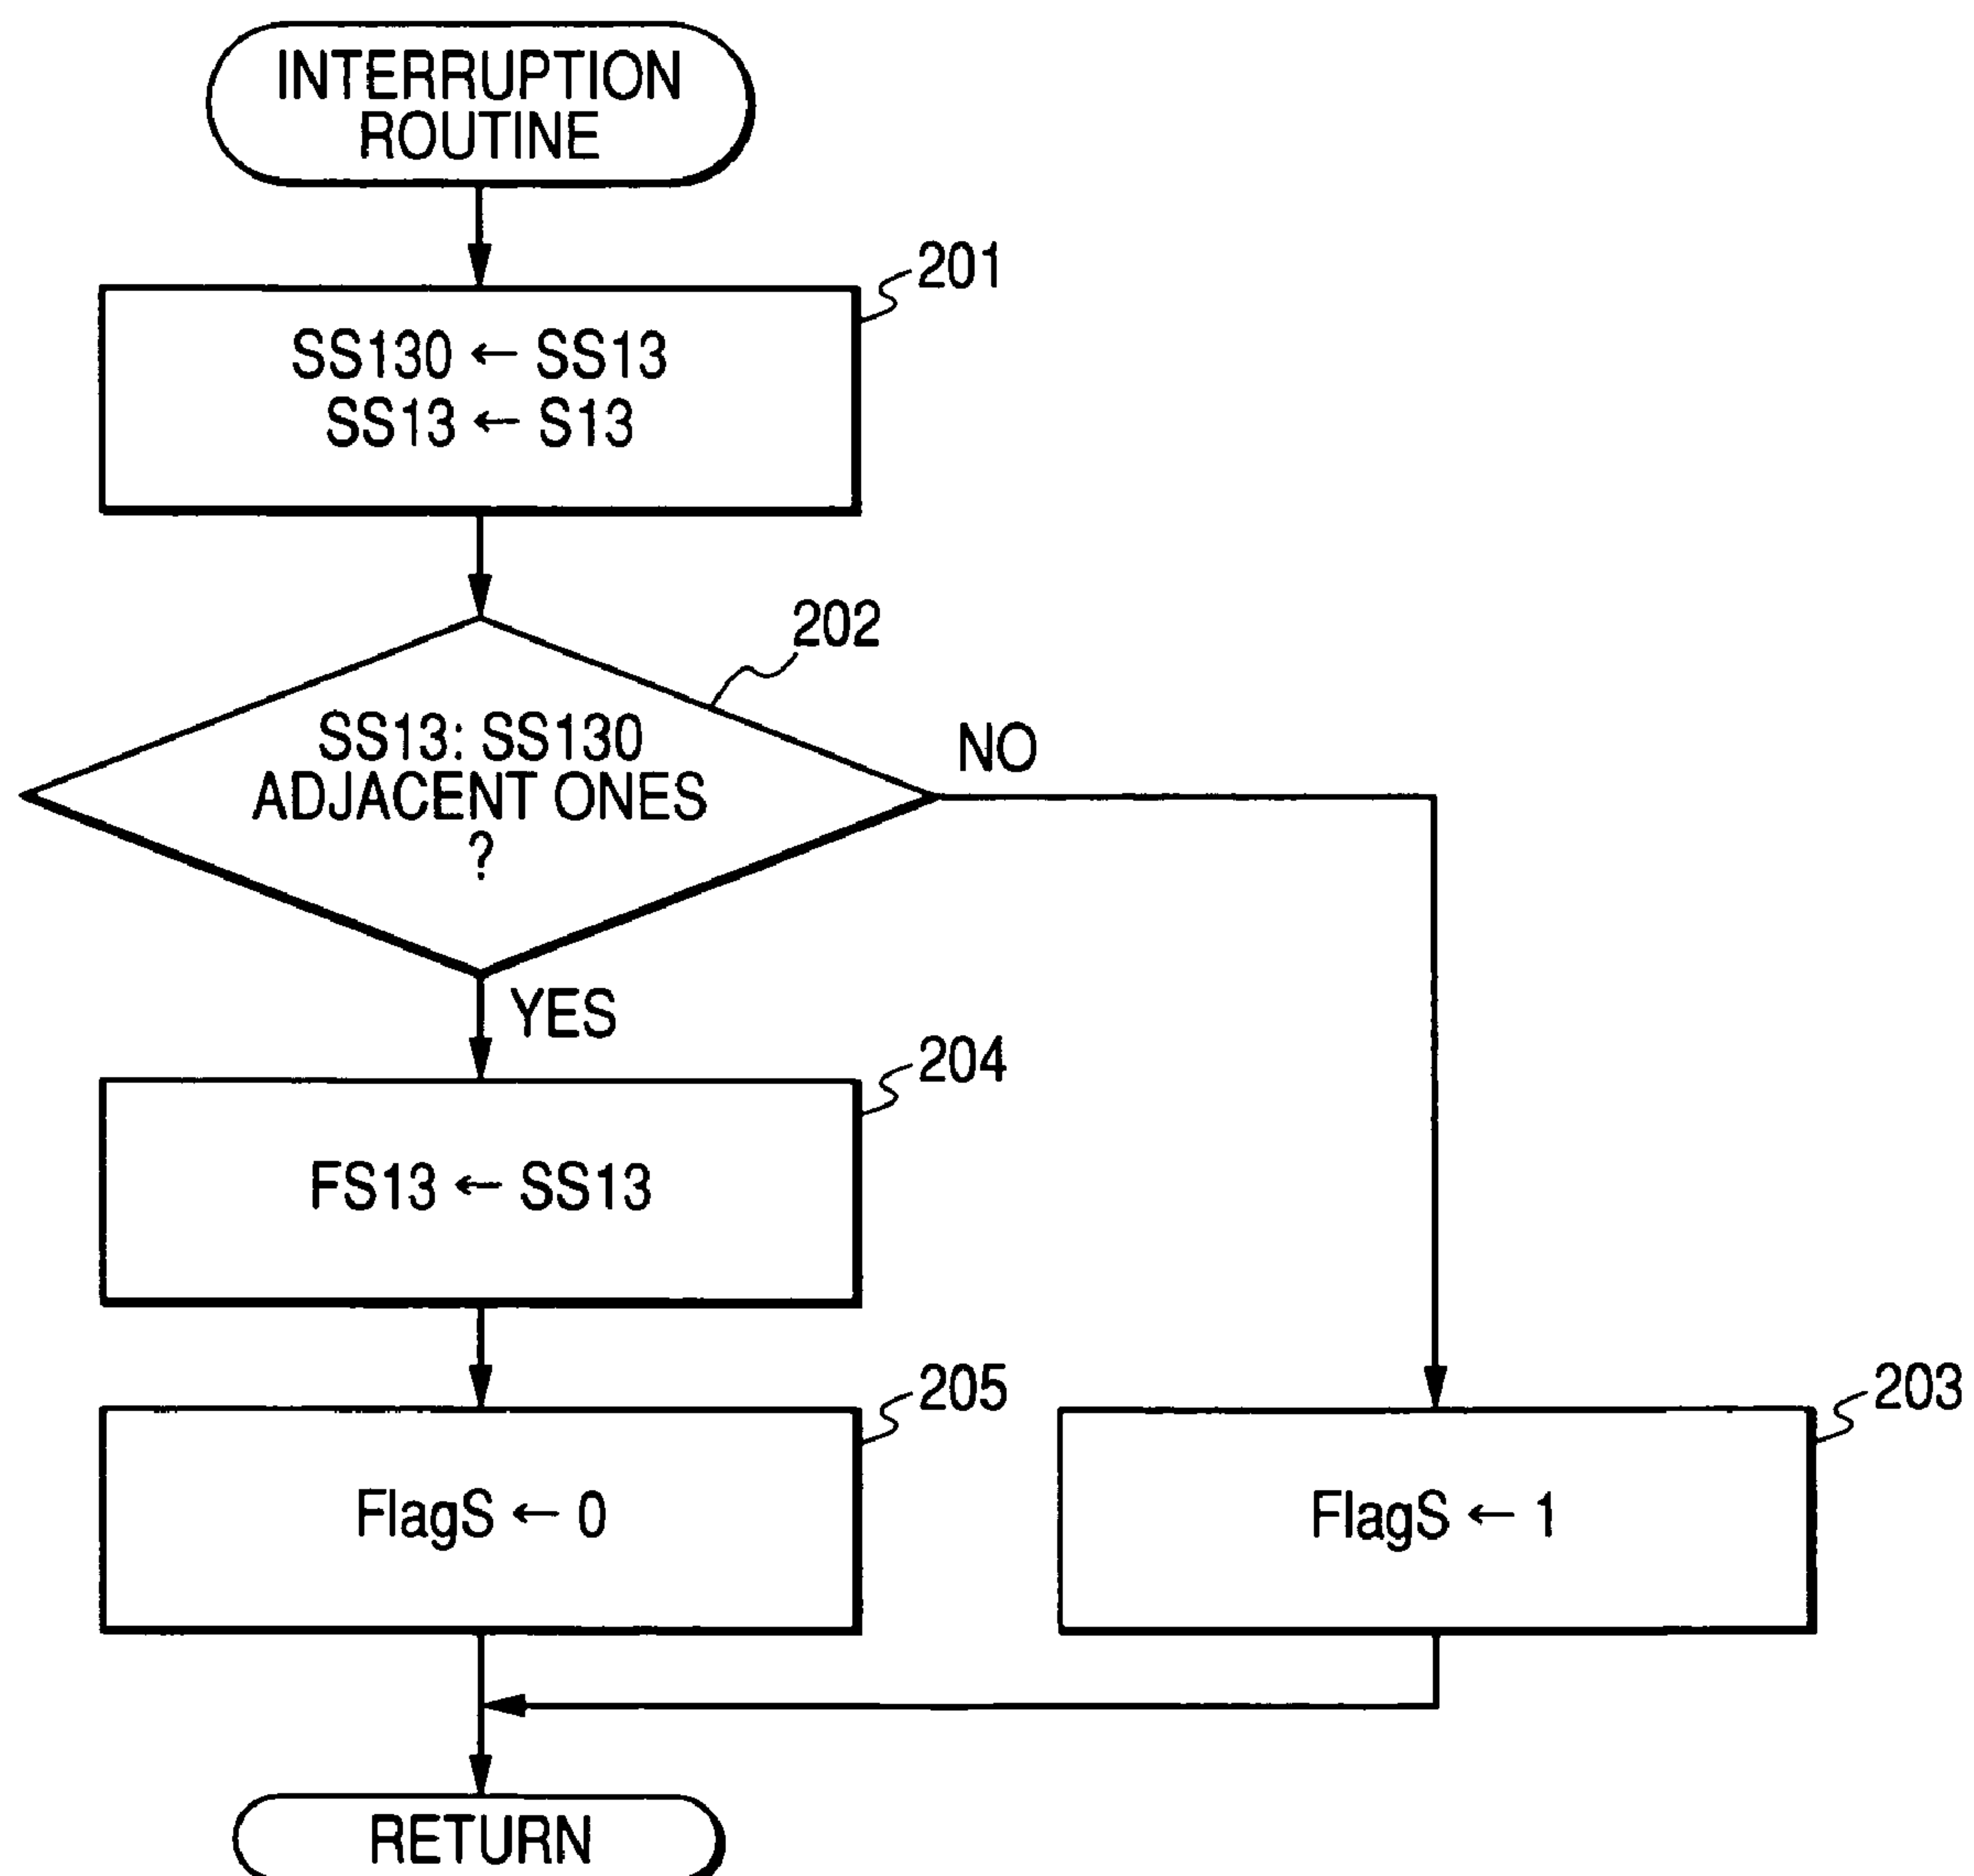 INTERRUPTION
ROUTINE
201
SS130 ← SS13
SS13 ← S13
202
SS13: SS130
ADJACENT ONES
?
NO
YES
204
FS13 ← SS13
205
FlagS ← 0
203
FlagS ← 1
RETURN